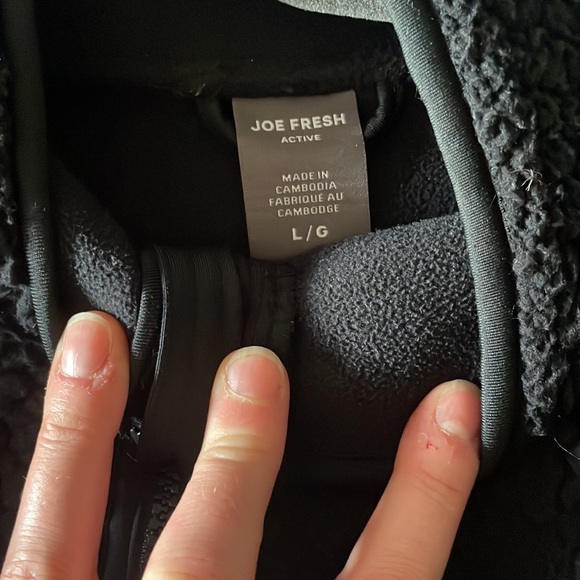 JOE FRESH
ACTIVE
MADE IN
CAMBODIA
FABRIQUÉ AU
CAMBODGE
L/G